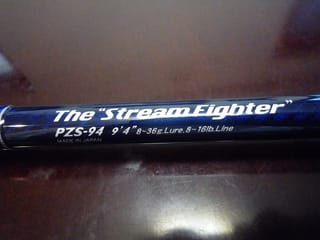 The "Stream Fighter"
PZS-94 9'4" 8~36g.Lure.8~16lb.Line
MADE IN JAPAN